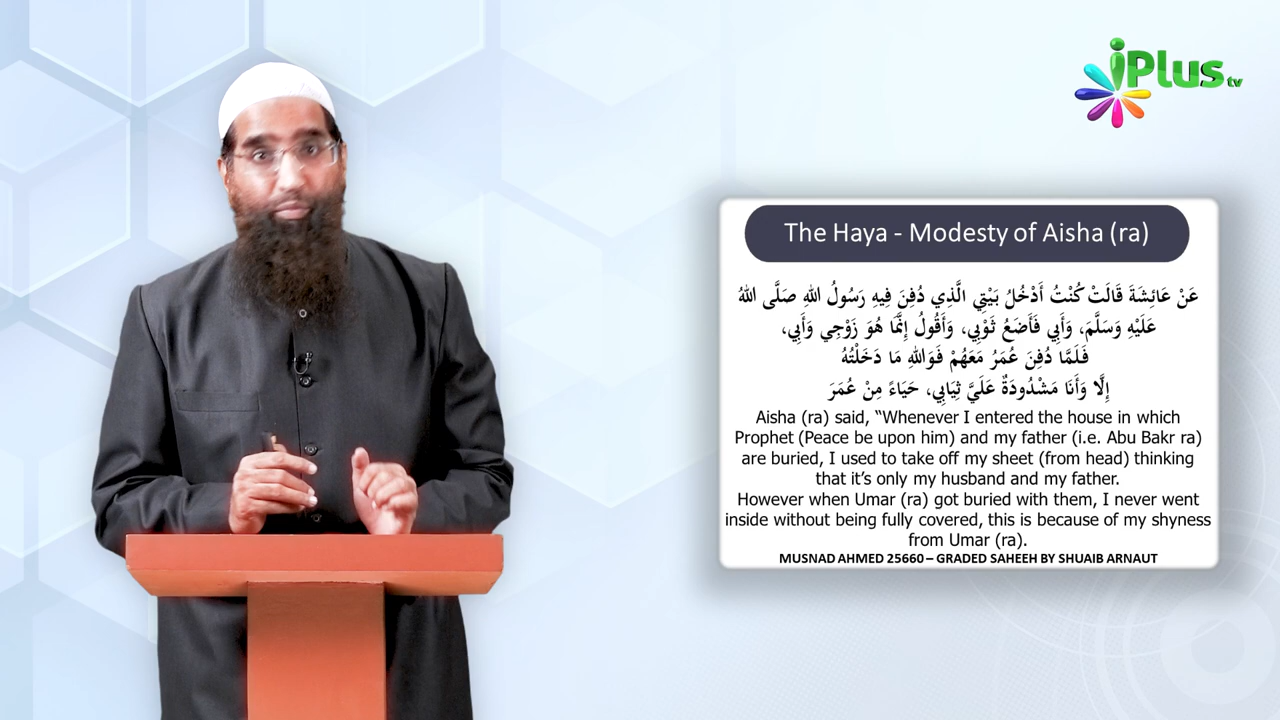 iPlus tv
The Haya - Modesty of Aisha (ra)
عَنْ عَائِشَةَ قَالَتْ كُنْتُ أَدْخُلُ بَيْتِي الَّذِي دُفِنَ فِيهِ رَسُولُ اللهِ صَلَّى اللهُ
عَلَيْهِ وَسَلَّمَ، وَأَبِي فَأَضَعُ ثَوْبِي، وَأَقُولُ إِنَّمَا هُوَ زَوْجِي وَأَبِي،
فَلَمَّا دُفِنَ عُمَرُ مَعَهُمْ فَوَاللهِ مَا دَخَلْتُهُ
إِلَّا وَأَنَا مَشْدُودَةٌ عَلَيَّ ثِيَابِي، حَيَاءً مِنْ عُمَرَ
Aisha (ra) said, “Whenever I entered the house in which
Prophet (Peace be upon him) and my father (i.e. Abu Bakr ra)
are buried, I used to take off my sheet (from head) thinking
that it’s only my husband and my father.
However when Umar (ra) got buried with them, I never went
inside without being fully covered, this is because of my shyness
from Umar (ra).
MUSNAD AHMED 25660 – GRADED SAHEEH BY SHUAIB ARNAUT